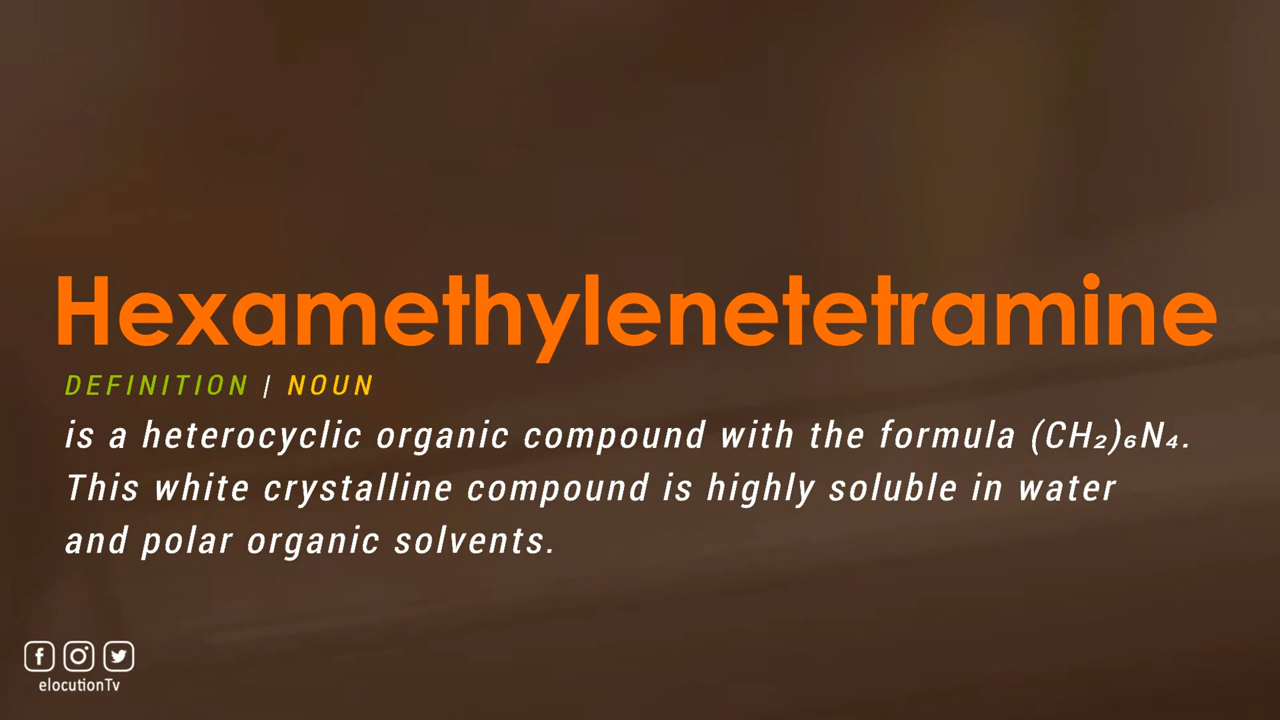 Hexamethylenetetramine
DEFINITION | NOUN
is a heterocyclic organic compound with the formula (CH₂)₆N₄.
This white crystalline compound is highly soluble in water
and polar organic solvents.
elocutionTv